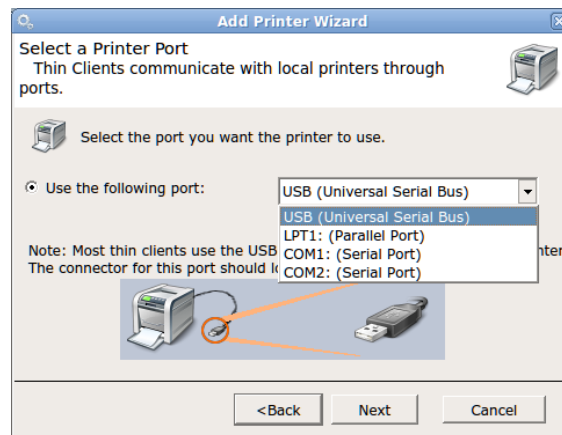 Add Printer Wizard
Select a Printer Port
Thin Clients communicate with local printers through
ports.
Select the port you want the printer to use.
Use the following port:
USB (Universal Serial Bus)
USB (Universal Serial Bus)
LPT1: (Parallel Port)
COM1: (Serial Port)
COM2: (Serial Port)
Note: Most thin clients use the USB
The connector for this port should
<Back
Next
Cancel